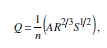 Q = 1/n (AR^2/3 S^1/2),